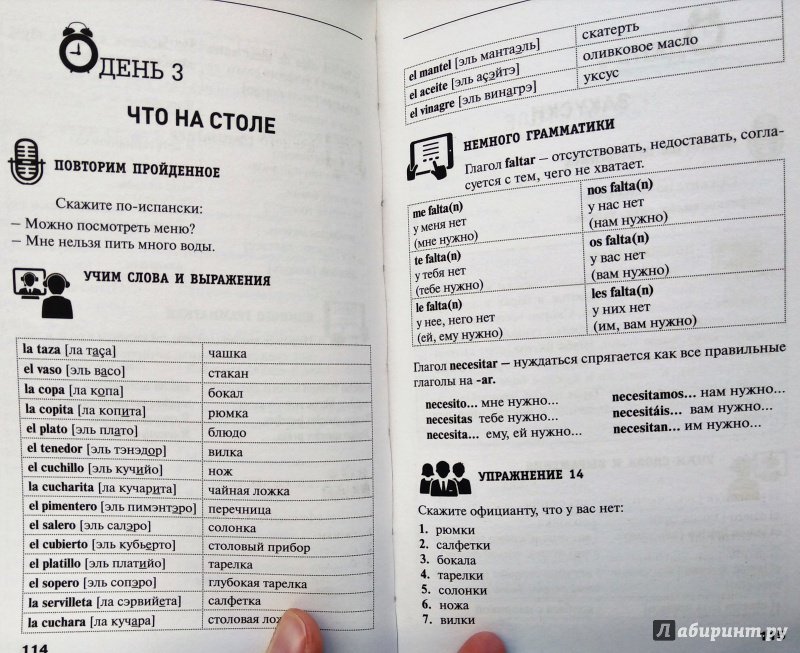 ДЕНЬ 3
ЧТО НА СТОЛЕ
ПОВТОРИМ ПРОЙДЕННОЕ
Скажите по-испански:
– Можно посмотреть меню?
– Мне нельзя пить много воды.
УЧИМ СЛОВА И ВЫРАЖЕНИЯ
la taza [ла таҫа] чашка
el vaso [эль васо] стакан
la copa [ла копа] бокал
la copita [ла копита] рюмка
el plato [эль плато] блюдо
el tenedor [эль тэнэдор] вилка
el cuchillo [эль кучийо] нож
la cucharita [ла кучарита] чайная ложка
el pimentero [эль пимэнтэро] перечница
el salero [эль салэро] солонка
el cubierto [эль кубьерто] столовый прибор
el platillo [эль платийо] тарелка
el sopero [эль сопэро] глубокая тарелка
la servilleta [ла сэрвийета] салфетка
la cuchara [ла кучара] столовая
114
el mantel [эль мантаэль] скатерть
el aceite [эль аҫэйтэ] оливковое масло
el vinagre [эль винагрэ] уксус
НЕМНОГО ГРАММАТИКИ
Глагол faltar – отсутствовать, недоставать, согла-
суется с тем, чего не хватает.
me falta(n) nos falta(n)
у меня нет у нас нет
(мне нужно) (нам нужно)
te falta(n) os falta(n)
у тебя нет у вас нет
(тебе нужно) (вам нужно)
le falta(n) les falta(n)
у нее, него нет у них нет
(ей, ему нужно) (им, вам нужно)
Глагол necesitar – нуждаться спрягается как все правильные
глаголы на -ar.
necesito... мне нужно... necesitamos... нам нужно...
necesitas тебе нужно... necesitáis... вам нужно...
necesita... ему, ей нужно... necesitan... им нужно...
УПРАЖНЕНИЕ 14
Скажите официанту, что у вас нет:
1. рюмки
2. салфетки
3. бокала
4. тарелки
5. солонки
6. ножа
7. вилки
Лабиринт.ру